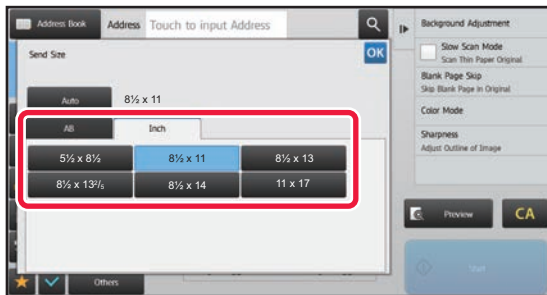 Address Book
Address
Touch to input Address
Send Size
OK
Auto
8½ x 11
AB
Inch
5½ x 8½
8½ x 11
8½ x 13
8½ x 13²/₅
8½ x 14
11 x 17
Others
Background Adjustment
Slow Scan Mode
Scan Thin Paper Original
Blank Page Skip
Skip Blank Page in Original
Color Mode
Sharpness
Adjust Outline of Image
Preview
CA
Start